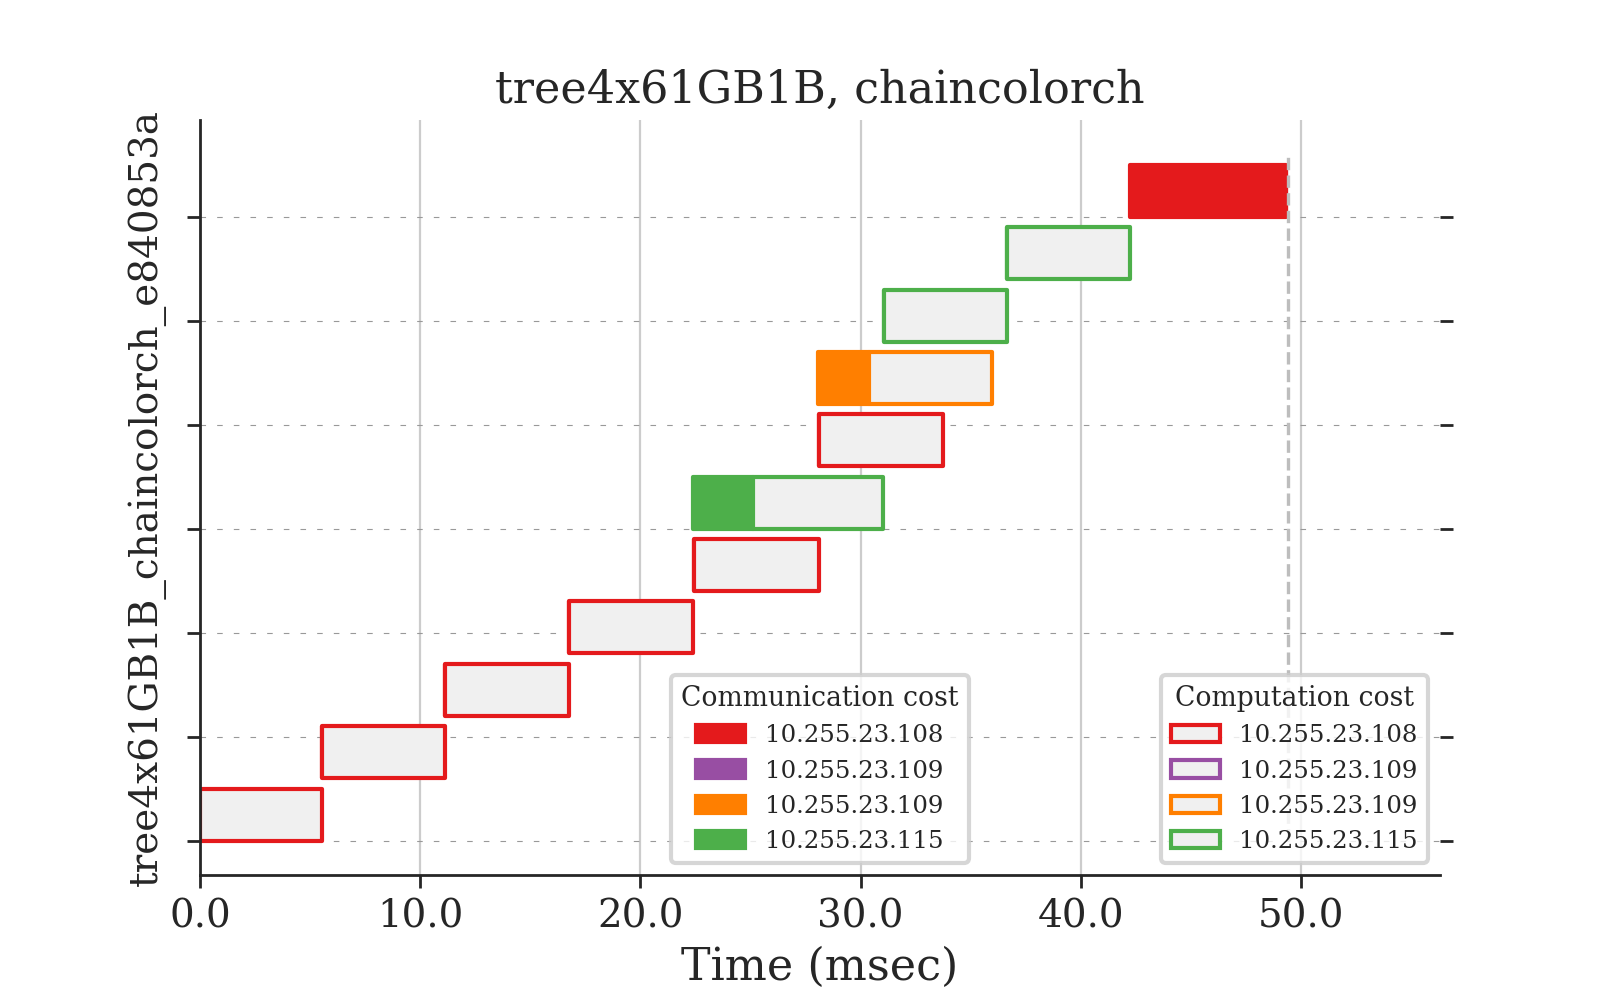 tree4x61GB1B, chaincolorch
tree4x61GB1B_chaincolorch_e840853a
Communication cost
10.255.23.108
10.255.23.109
10.255.23.109
10.255.23.115
Computation cost
10.255.23.108
10.255.23.109
10.255.23.109
10.255.23.115
0.0 10.0 20.0 30.0 40.0 50.0
Time (msec)